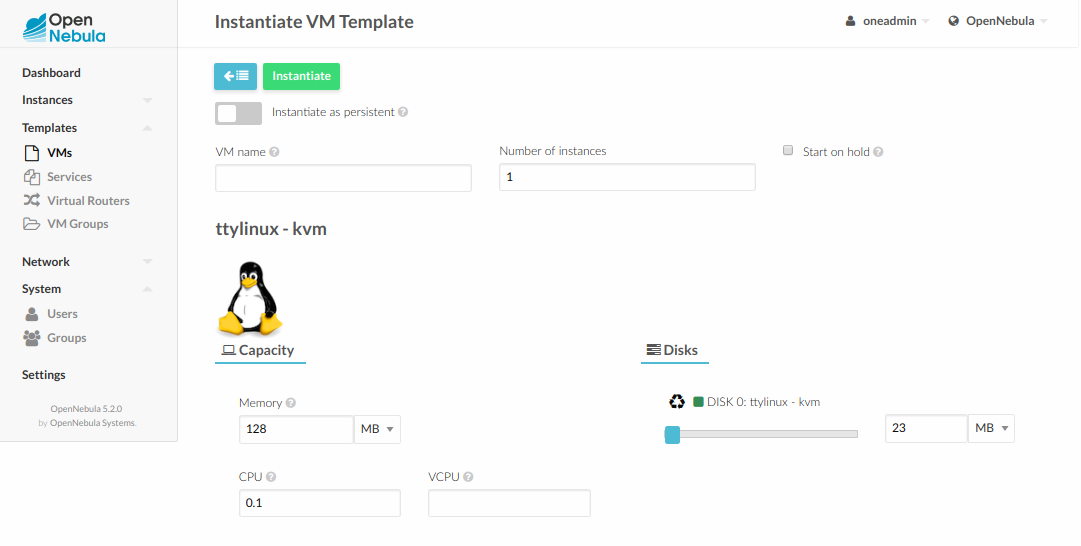 Open
Nebula
Instantiate VM Template
oneadmin
OpenNebula
Dashboard
Instances
Templates
VMs
Services
Virtual Routers
VM Groups
Network
System
Users
Groups
Settings
OpenNebula 5.2.0
by OpenNebula Systems.
Instantiate
Instantiate as persistent ?
VM name ?
Number of instances
1
Start on hold ?
ttylinux - kvm
Capacity
Disks
Memory ?
128 MB
DISK 0: ttylinux - kvm
23 MB
CPU ?
VCPU ?
0.1